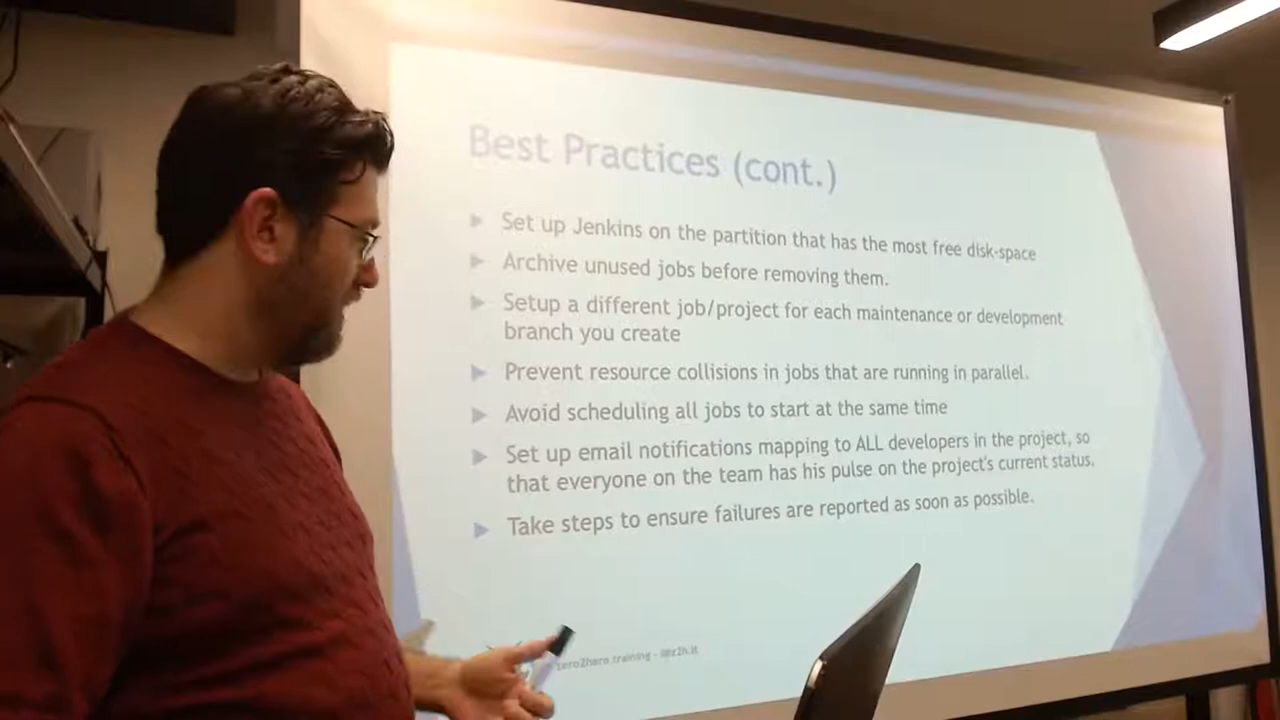 Best Practices (cont.)
Set up Jenkins on the partition that has the most free disk-space
Archive unused jobs before removing them.
Setup a different job/project for each maintenance or development
branch you create
Prevent resource collisions in jobs that are running in parallel.
Avoid scheduling all jobs to start at the same time
Set up email notifications mapping to ALL developers in the project, so
that everyone on the team has his pulse on the project's current status.
Take steps to ensure failures are reported as soon as possible.
zero2hero.training -